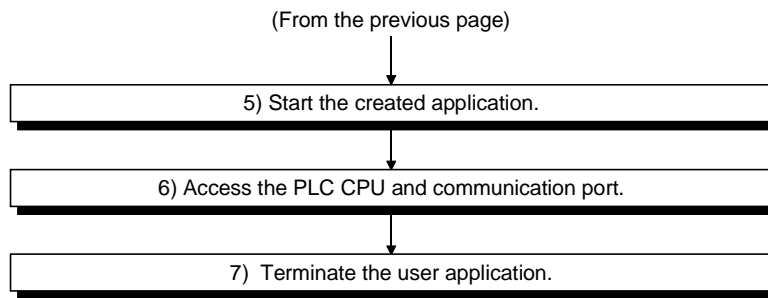 (From the previous page)
5) Start the created application.
6) Access the PLC CPU and communication port.
7) Terminate the user application.